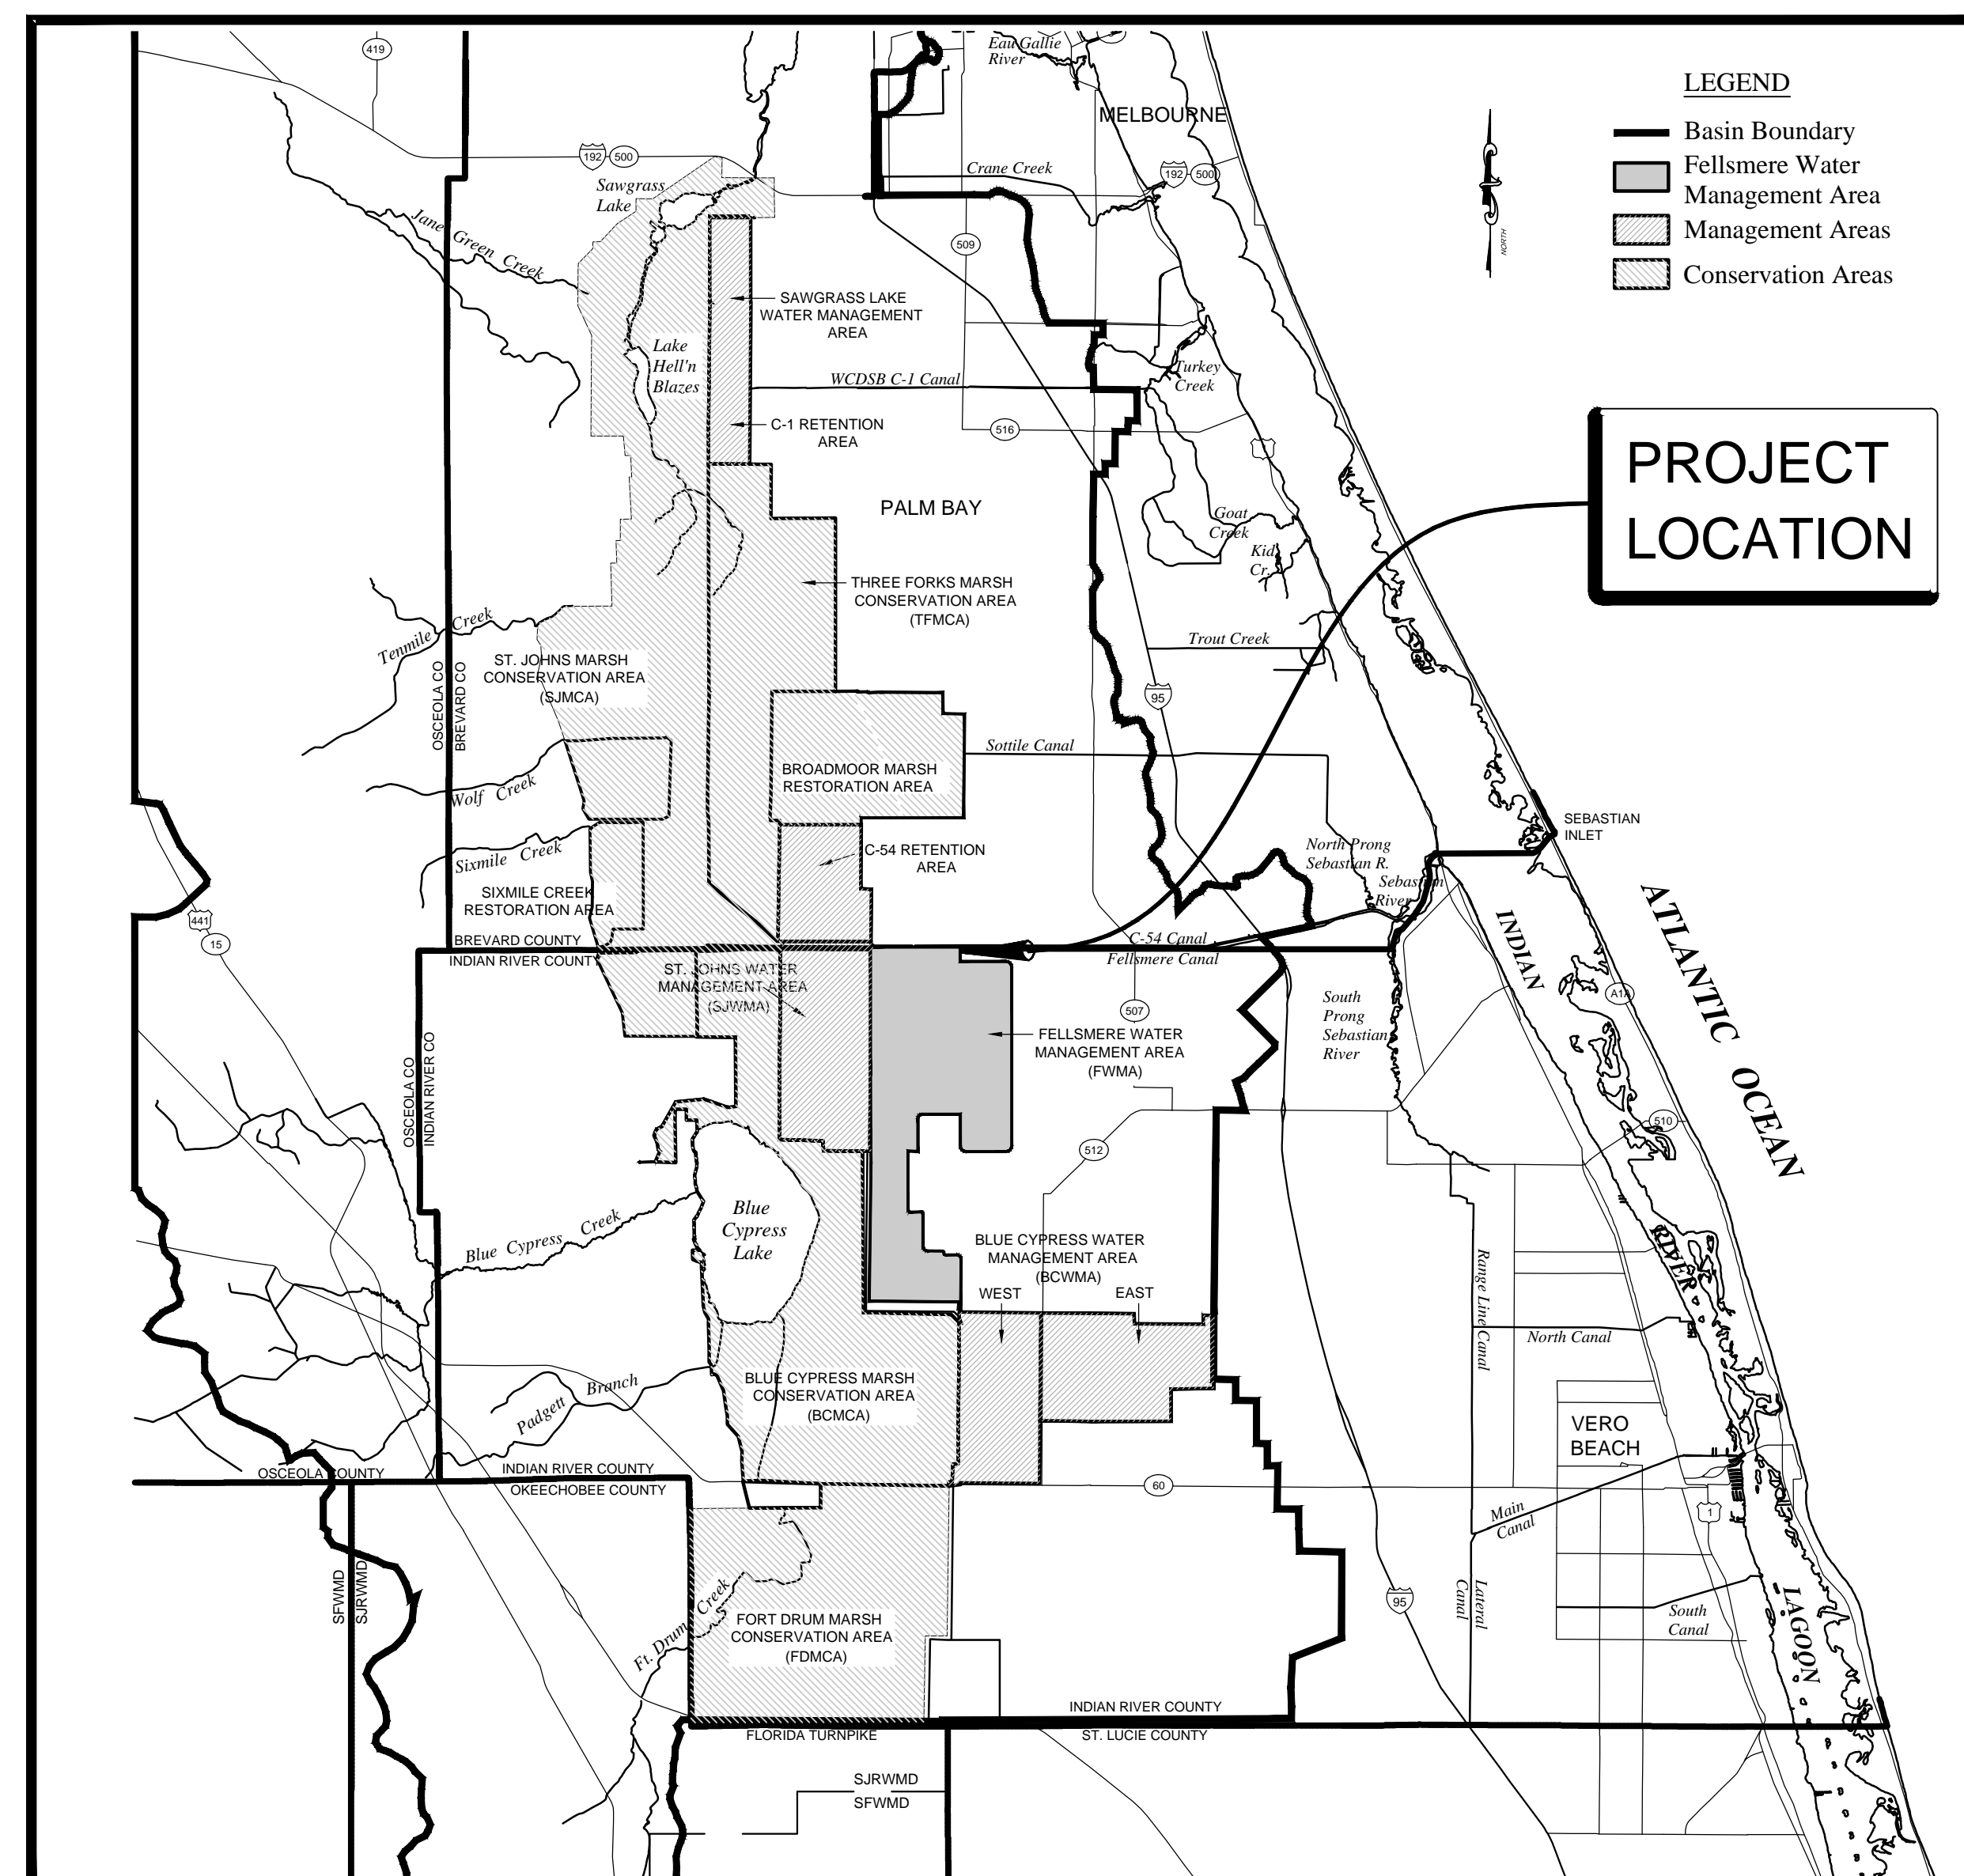 419
Eau Gallie
River
MELBOURNE
LEGEND
Basin Boundary
Fellsmere Water
Management Area
Management Areas
Conservation Areas
NORTH
192
500
Sawgrass
Lake
Crane Creek
192
500
Jane Green Creek
509
SAWGRASS LAKE
WATER MANAGEMENT
AREA
Lake
Hell'n
Blazes
WCDSB C-1 Canal
Turkey
Creek
C-1 RETENTION
AREA
516
PROJECT
LOCATION
PALM BAY
Goat
Creek
Kid
Cr.
THREE FORKS MARSH
CONSERVATION AREA
(TFMCA)
Tenmile Creek
Trout Creek
ST. JOHNS MARSH
CONSERVATION AREA
(SJMCA)
OSCEOLA CO
BREVARD CO
95
Sottile Canal
BROADMOOR MARSH
RESTORATION AREA
Wolf Creek
SEBASTIAN
INLET
C-54 RETENTION
AREA
North Prong
Sebastian R.
Sebastian
River
Sixmile Creek
SIXMILE CREEK
RESTORATION AREA
441
15
BREVARD COUNTY
INDIAN RIVER COUNTY
C-54 Canal
Fellsmere Canal
INDIAN
RIVER
LAGOON
ATLANTIC OCEAN
ST. JOHNS WATER
MANAGEMENT AREA
(SJWMA)
A1A
507
South
Prong
Sebastian
River
FELLSMERE WATER
MANAGEMENT AREA
(FWMA)
OSCEOLA CO
INDIAN RIVER CO
510
512
Blue
Cypress
Lake
Blue Cypress Creek
BLUE CYPRESS WATER
MANAGEMENT AREA
(BCWMA)
WEST
EAST
Range Line Canal
North Canal
BLUE CYPRESS MARSH
CONSERVATION AREA
(BCMCA)
Padgett Branch
VERO
BEACH
OSCEOLA COUNTY
INDIAN RIVER COUNTY
OKEECHOBEE COUNTY
60
Main
Canal
1
SFWMD
SJRWMD
Ft. Drum Creek
FORT DRUM MARSH
CONSERVATION AREA
(FDMCA)
95
Lateral
Canal
South
Canal
INDIAN RIVER COUNTY
FLORIDA TURNPIKE
ST. LUCIE COUNTY
SJRWMD
SFWMD